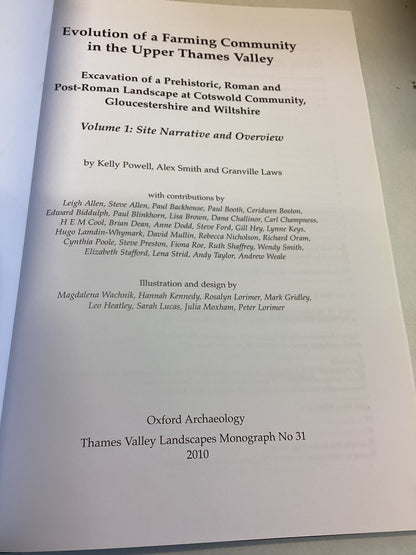 Evolution of a Farming Community
in the Upper Thames Valley
Excavation of a Prehistoric, Roman and
Post-Roman Landscape at Cotswold Community,
Gloucestershire and Wiltshire
Volume 1: Site Narrative and Overview
by Kelly Powell, Alex Smith and Granville Laws
with contributions by
Leigh Allen, Steve Allen, Paul Backhouse, Paul Booth, Ceridwen Boston,
Edward Biddulph, Paul Blinkhorn, Lisa Brown, Dana Challinor, Carl Champness,
H E M Cool, Brian Dean, Anne Dodd, Steve Ford, Gill Hey, Lynne Keys,
Hugo Lamdin-Whymark, David Mullin, Rebecca Nicholson, Richard Oram,
Cynthia Poole, Steve Preston, Fiona Roe, Ruth Shaffrey, Wendy Smith,
Elizabeth Stafford, Lena Strid, Andy Taylor, Andrew Weale
Illustration and design by
Magdalena Wachnik, Hannah Kennedy, Rosalyn Lorimer, Mark Gridley,
Leo Heatley, Sarah Lucas, Julia Moxham, Peter Lorimer
Oxford Archaeology
Thames Valley Landscapes Monograph No 31
2010